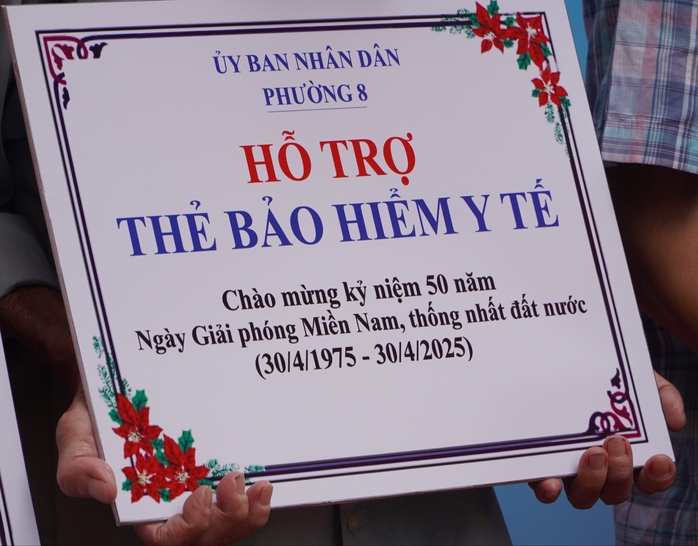 ỦY BAN NHÂN DÂN
PHƯỜNG 8
HỖ TRỢ
THẺ BẢO HIỂM Y TẾ
Chào mừng kỷ niệm 50 năm
Ngày Giải phóng Miền Nam, thống nhất đất nước
(30/4/1975 - 30/4/2025)